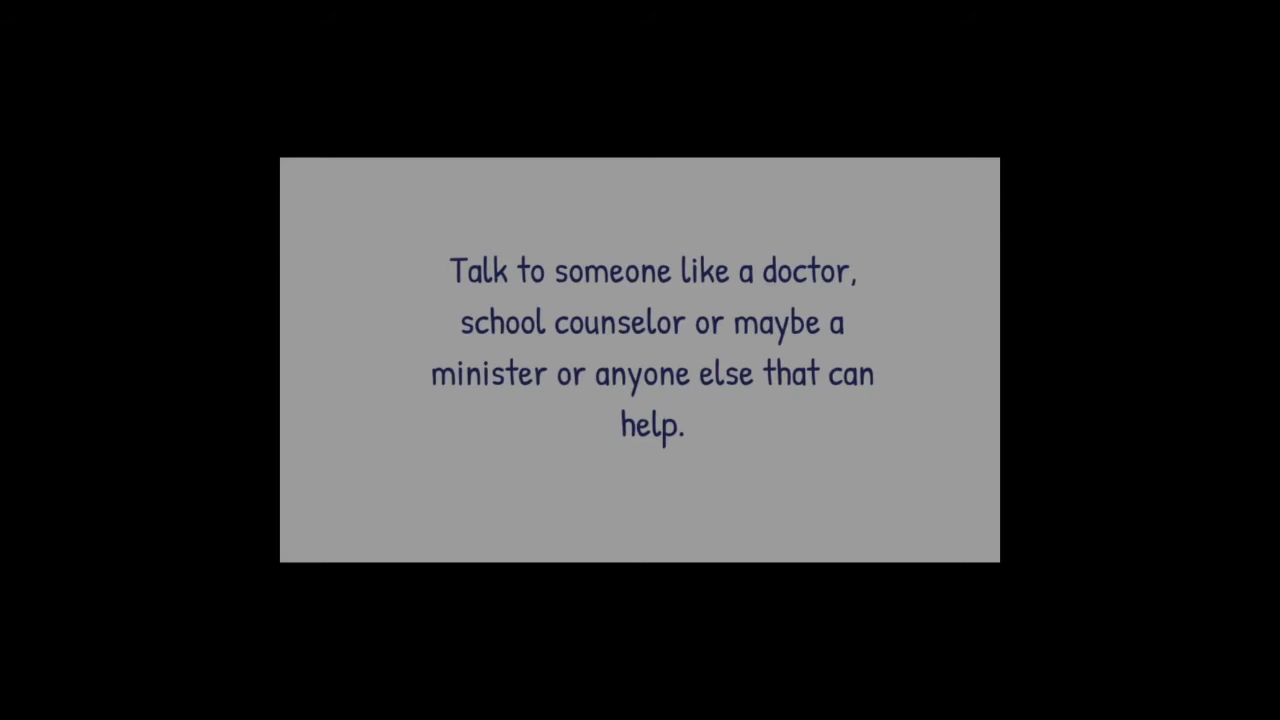 Talk to someone like a doctor,
school counselor or maybe a
minister or anyone else that can
help.